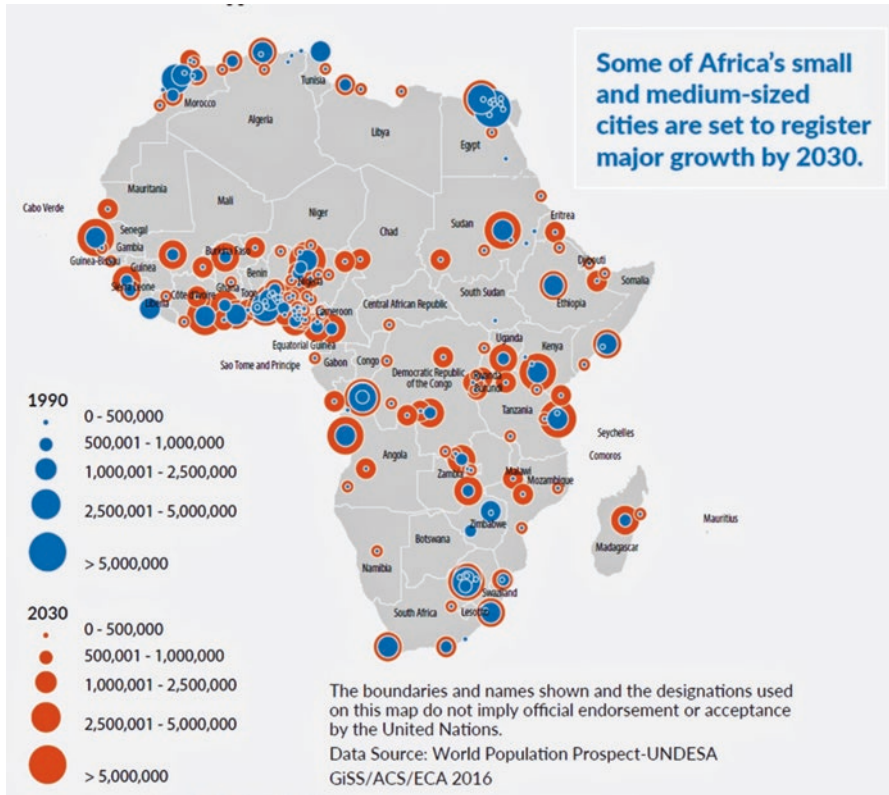 Some of Africa's small
and medium-sized
cities are set to register
major growth by 2030.
Tunisia
Morocco
Algeria
Libya
Egypt
Mauritania
Mali
Niger
Cabo Verde
Chad
Sudan
Eritrea
Senegal
Gambia
Guinea-Bissau
Burkina Faso
Guinea
Benin
Nigeria
Djibouti
Sierra Leone
Ghana
Togo
Côte d'Ivoire
Somalia
Liberia
Central African Republic
South Sudan
Ethiopia
Cameroon
Equatorial Guinea
Uganda
Kenya
Sao Tome and Principe
Gabon
Congo
Democratic Republic
of the Congo
Rwanda
Burundi
Tanzania
Seychelles
Comoros
Angola
Zambia
Malawi
Mozambique
Zimbabwe
Mauritius
Botswana
Madagascar
Namibia
Swaziland
South Africa
Lesotho
1990
0 - 500,000
500,001 - 1,000,000
1,000,001 - 2,500,000
2,500,001 - 5,000,000
> 5,000,000
2030
0 - 500,000
500,001 - 1,000,000
1,000,001 - 2,500,000
2,500,001 - 5,000,000
> 5,000,000
The boundaries and names shown and the designations used
on this map do not imply official endorsement or acceptance
by the United Nations.
Data Source: World Population Prospect-UNDESA
GiSS/ACS/ECA 2016